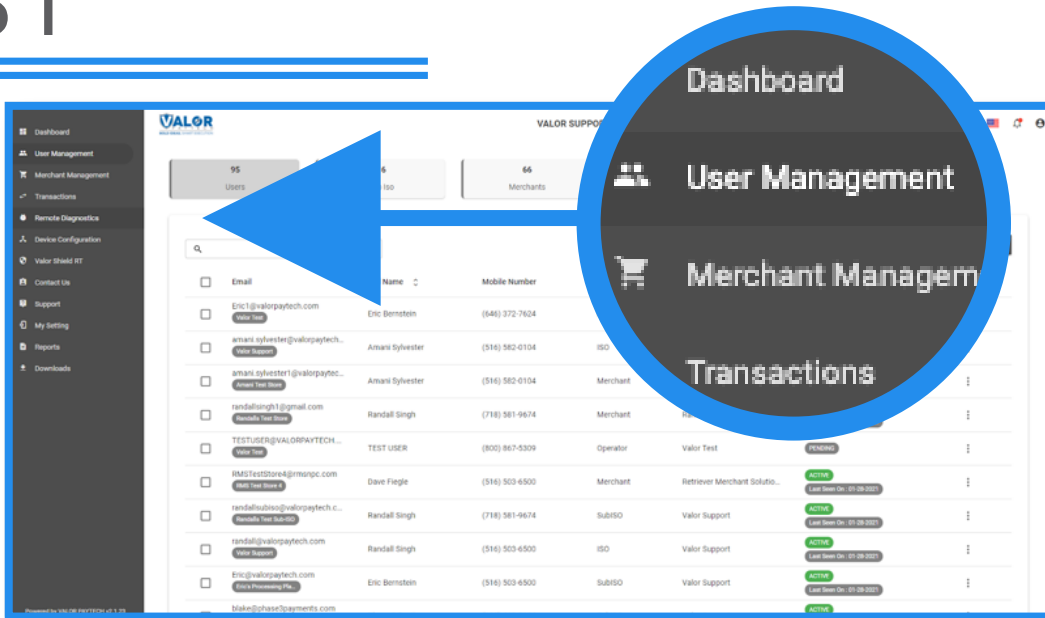 Dashboard
User Management
Merchant Management
Transactions
Remote Diagnostics
Device Configuration
Valor Shield RT
Contact Us
Support
My Setting
Reports
Downloads
Powered by VALOR PAYTECH v2.1.29
VALOR
VALOR SUPPO
95
Users
6
Iso
66
Merchants
Dashboard
User Management
Merchant Managem
Transactions
Email Name Mobile Number
Eric1@valorpaytech.com Eric Bernstein (646) 372-7624
Valor Test
amani.sylvester@valorpaytech... Amani Sylvester (516) 582-0104 ISO
Valor Support
amani.sylvester1@valorpaytec... Amani Sylvester (516) 582-0104 Merchant
Amani Test Store
randallsingh1@gmail.com Randall Singh (718) 581-9674 Merchant
Randalls Test Store
TESTUSER@VALORPAYTECH.... TEST USER (800) 867-5309 Operator Valor Test PENDING
Valor Test
RMSTestStore4@rmsnpc.com Dave Fiegle (516) 503-6500 Merchant Retriever Merchant Solutio... ACTIVE
RMS Test Store 4 Last Seen On : 01-28-2021
randallsubiso@valorpaytech.c... Randall Singh (718) 581-9674 SubISO Valor Support ACTIVE
Randalls Test Sub-ISO Last Seen On : 01-28-2021
randall@valorpaytech.com Randall Singh (516) 503-6500 ISO Valor Support ACTIVE
Valor Support Last Seen On : 01-28-2021
Eric@valorpaytech.com Eric Bernstein (516) 503-6500 SubISO Valor Support ACTIVE
Eric's Processing Pla... Last Seen On : 01-28-2021
blake@phase3payments.com ACTIVE